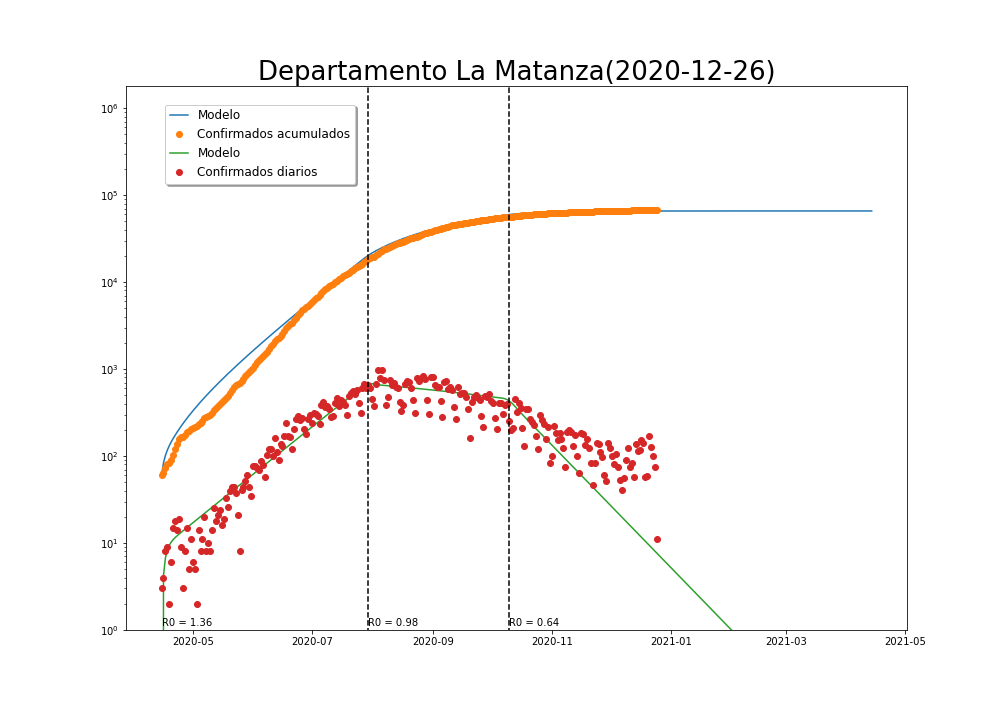 Departamento La Matanza(2020-12-26)
Modelo
Confirmados acumulados
Modelo
Confirmados diarios
10⁶
10⁵
10⁴
10³
10²
10¹
10⁰
R0 = 1.36
R0 = 0.98
R0 = 0.64
2020-05
2020-07
2020-09
2020-11
2021-01
2021-03
2021-05